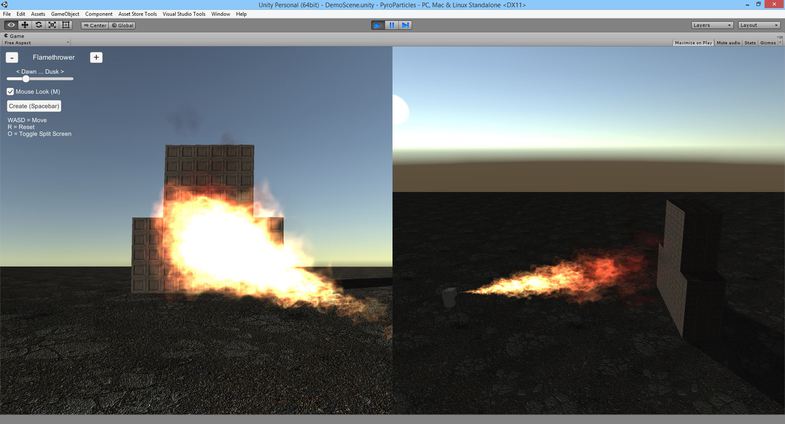 Unity Personal (64bit) - DemoScene.unity - PyroParticles - PC, Mac & Linux Standalone <DX11>
File Edit Assets GameObject Component Asset Store Tools Visual Studio Tools Window Help
Center Global Layers Layout
Game
Free Aspect Maximize on Play Mute audio Stats Gizmos
- Flamethrower +
< Dawn ... Dusk >
Mouse Look (M)
Create (Spacebar)
WASD = Move
R = Reset
O = Toggle Split Screen